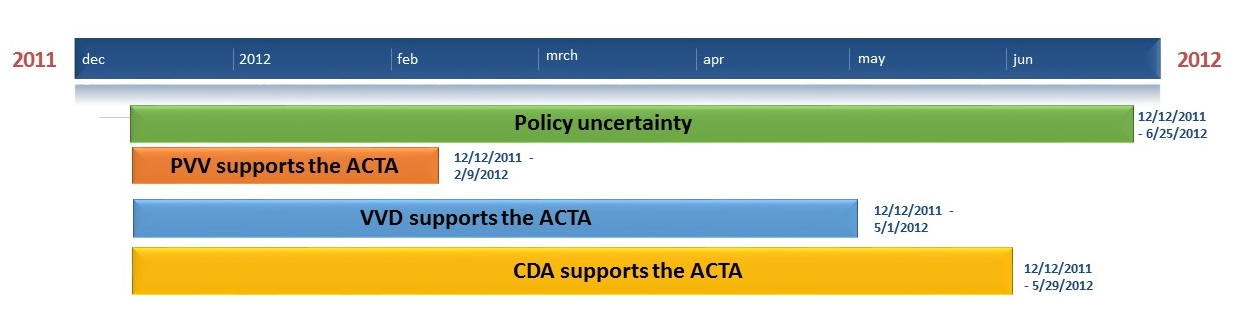 2011 dec 2012 feb mrch apr may jun 2012
Policy uncertainty
12/12/2011
- 6/25/2012
PVV supports the ACTA
12/12/2011 -
2/9/2012
VVD supports the ACTA
12/12/2011 -
5/1/2012
CDA supports the ACTA
12/12/2011
- 5/29/2012